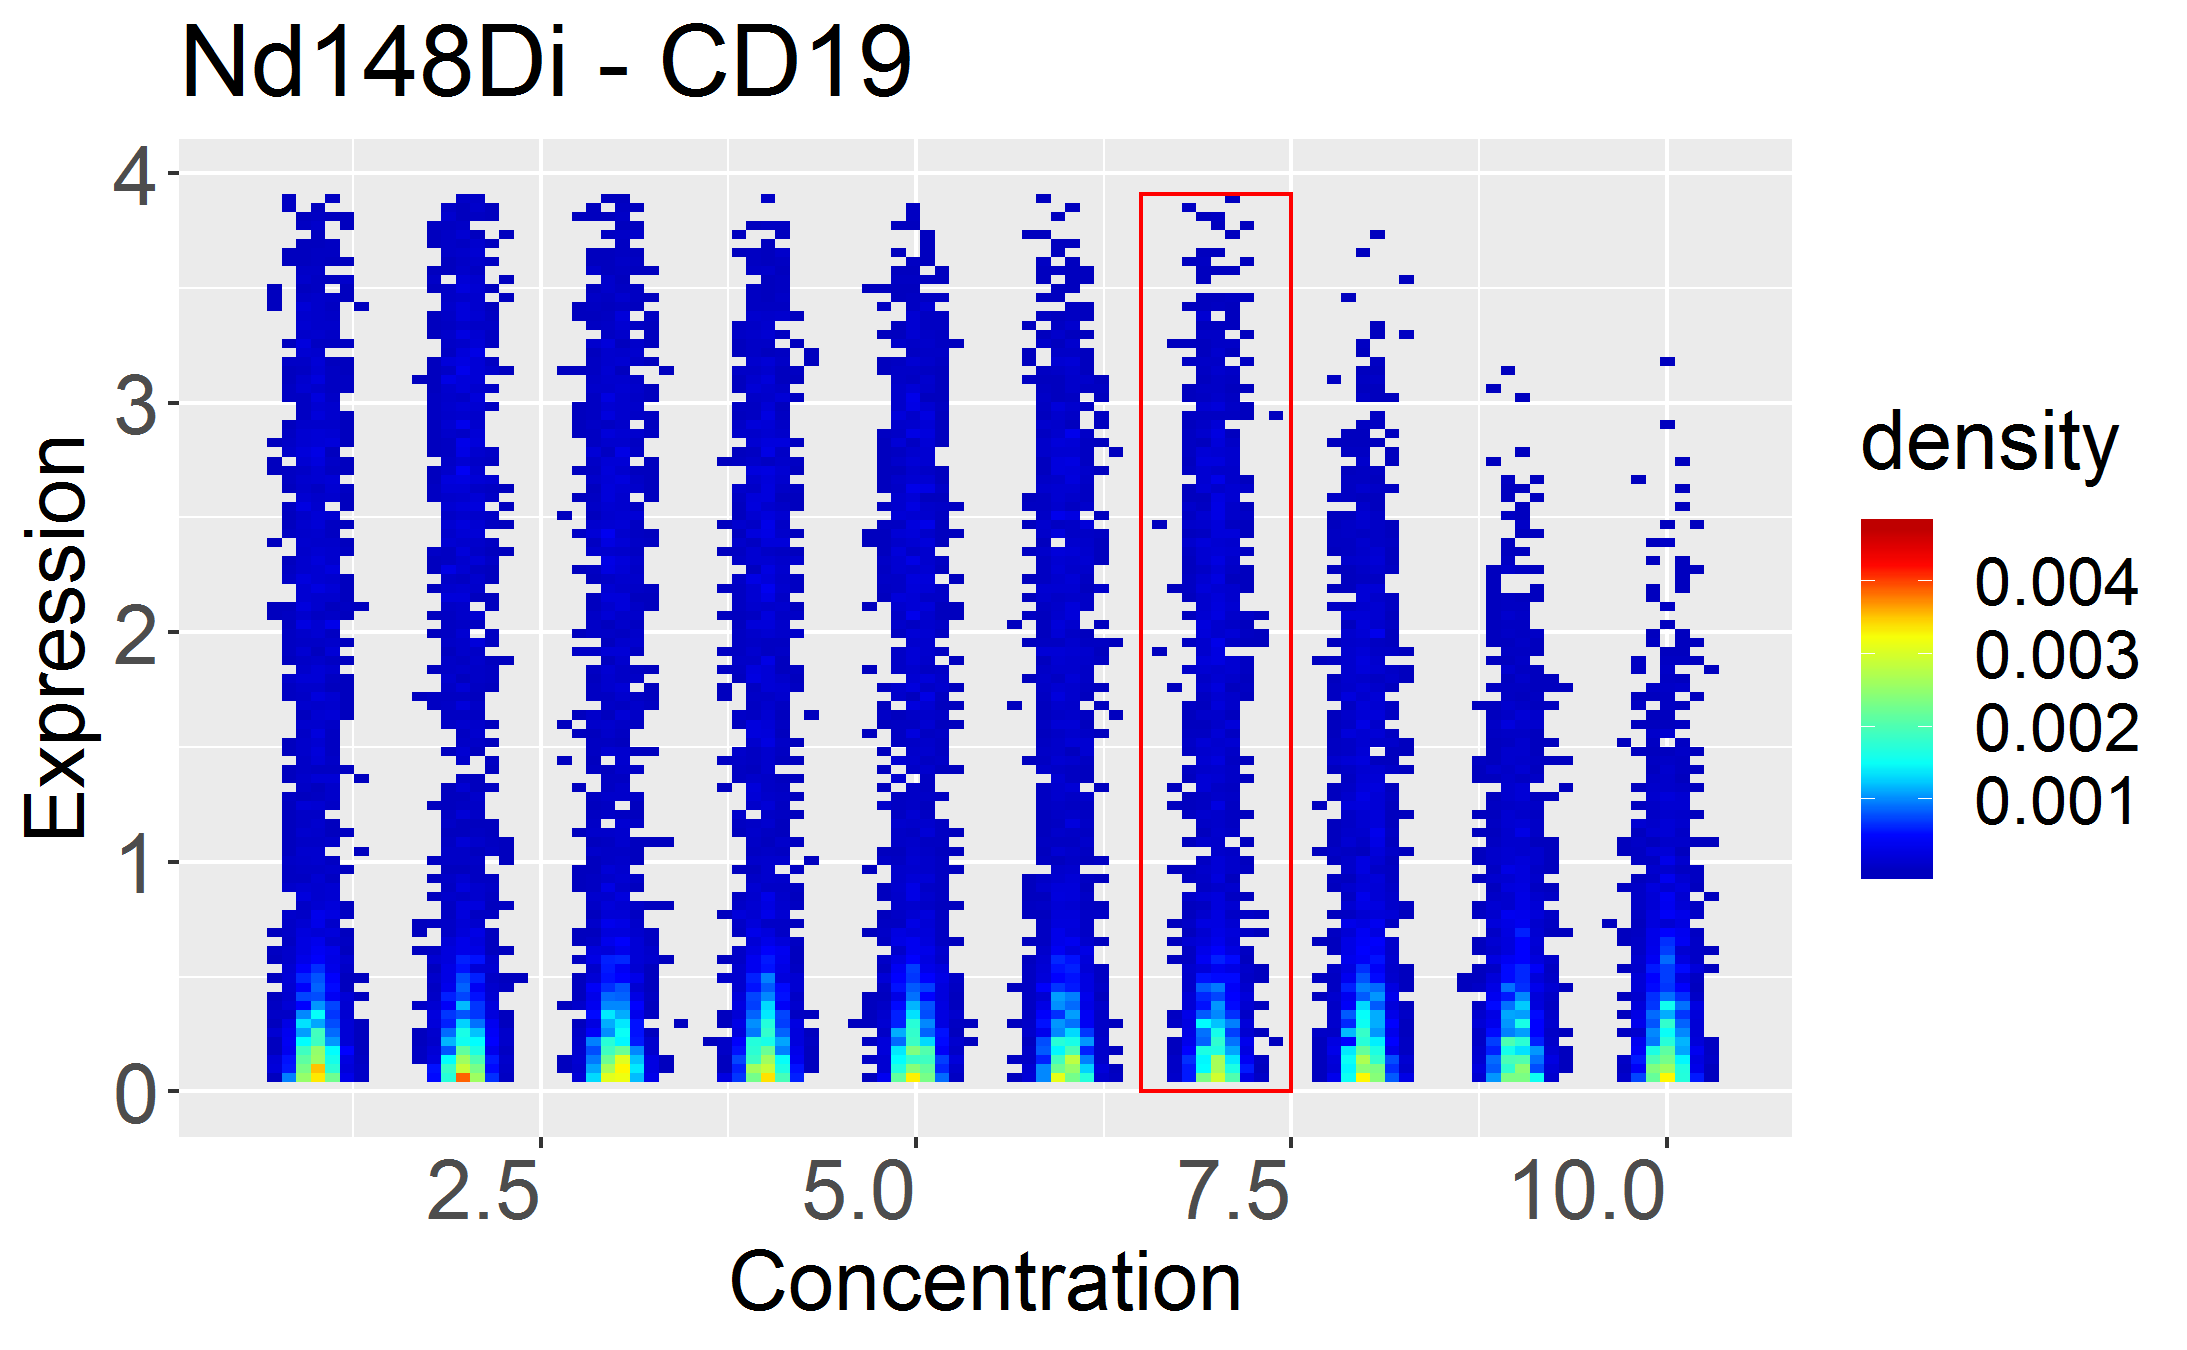 Nd148Di - CD19
4
3
2
1
0
Expression
2.5 5.0 7.5 10.0
Concentration
density
0.004
0.003
0.002
0.001